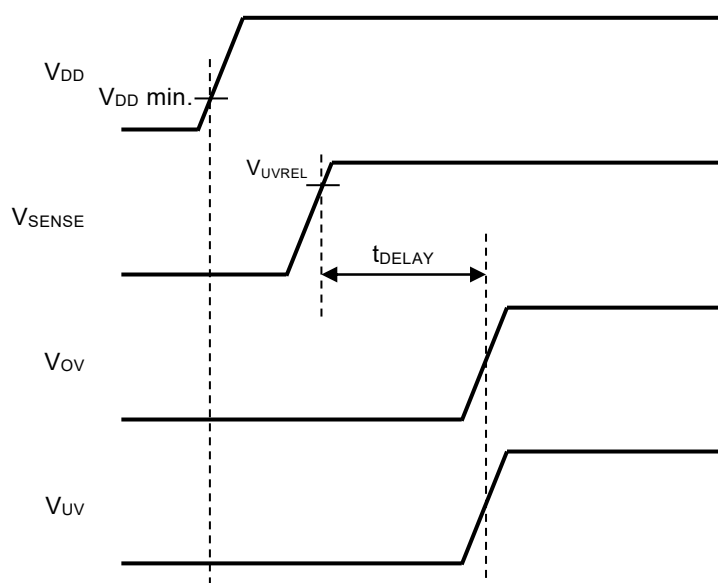 VDD
VDD min.
VUVREL
VSENSE
tDELAY
VOV
VUV